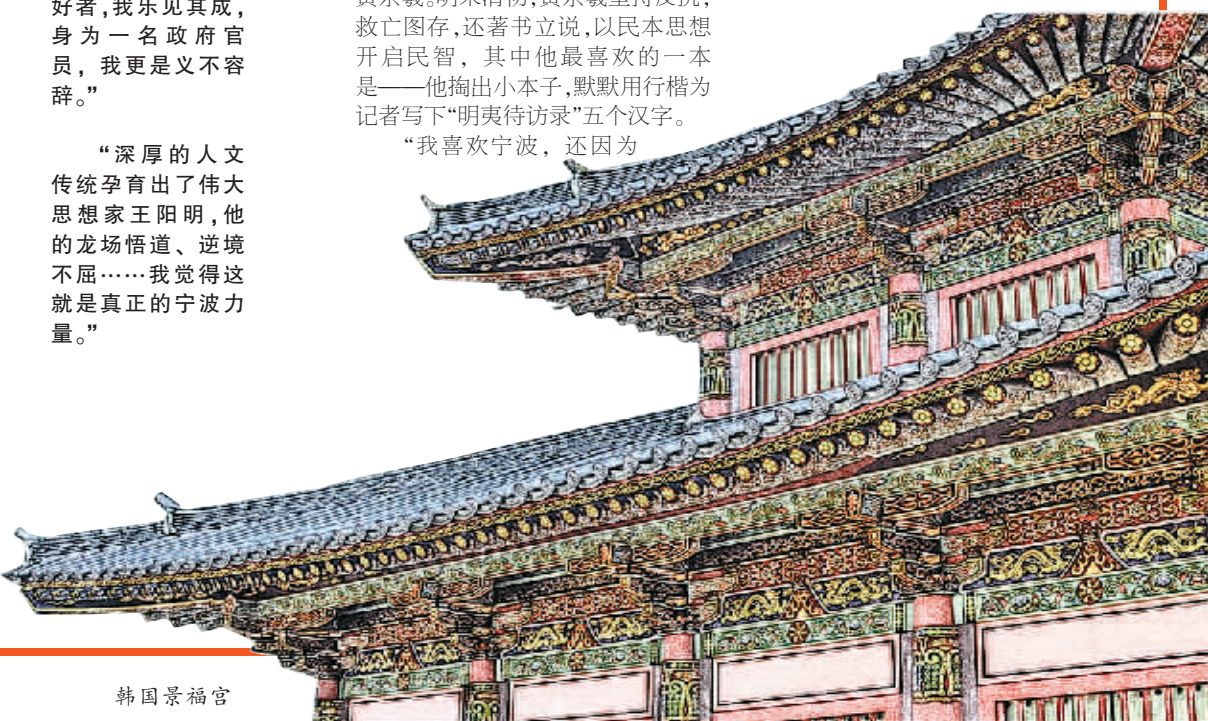 好者，我乐见其成，
身为一名政府官
员，我更是义不容
辞。”
“深厚的人文
传统孕育出了伟大
思想家王阳明，他
的龙场悟道、逆境
不屈……我觉得这
就是真正的宁波力
量。”
救亡图存，还著书立说，以民本思想
开启民智，其中他最喜欢的一本
是——他掏出小本子，默默用行楷为
记者写下“明夷待访录”五个汉字。
“我喜欢宁波，还因为
韩国景福宫